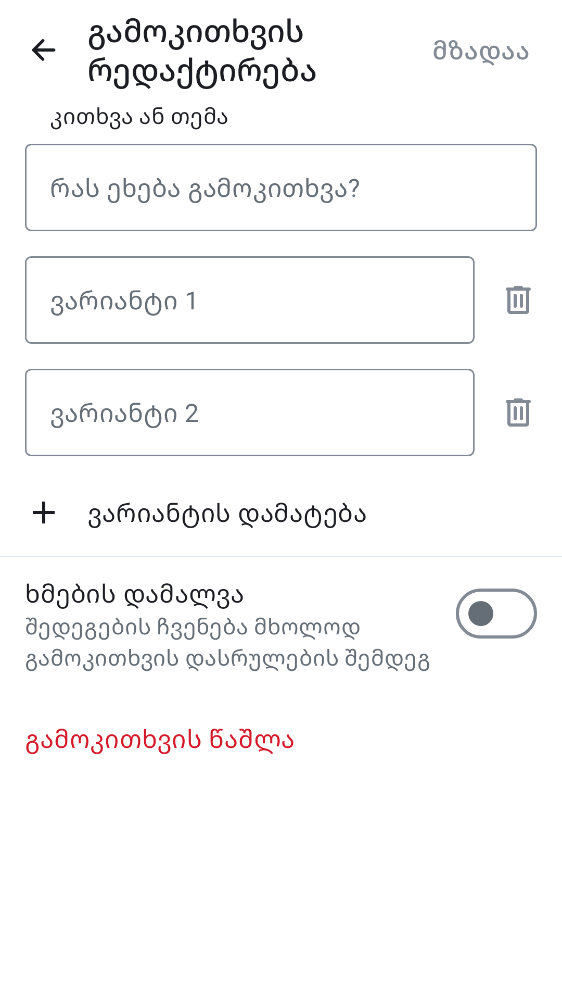 გამოკითხვის
რედაქტირება
მზადაა
კითხვა ან თემა
რას ეხება გამოკითხვა?
ვარიანტი 1
ვარიანტი 2
ვარიანტის დამატება
ხმების დამალვა
შედეგების ჩვენება მხოლოდ
გამოკითხვის დასრულების შემდეგ
გამოკითხვის წაშლა